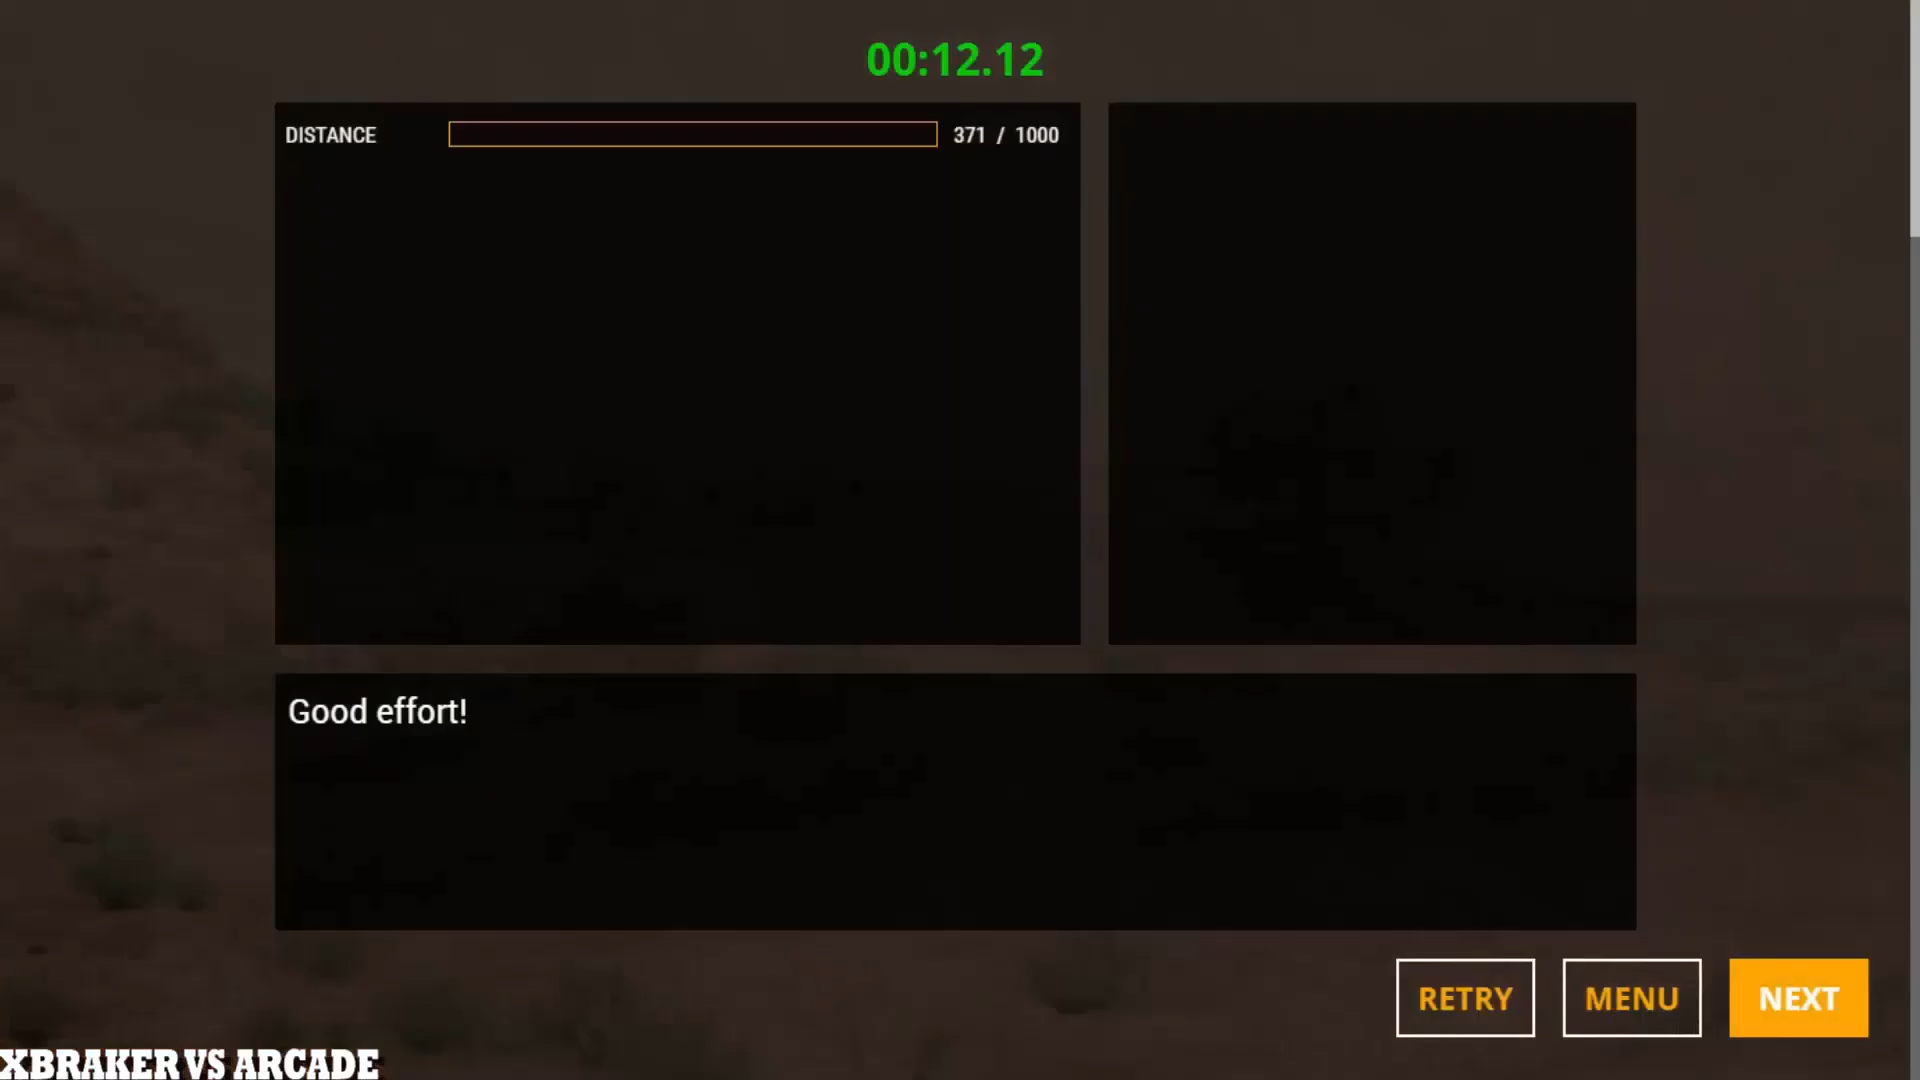 00:12.12
DISTANCE 371 / 1000
Good effort!
RETRY MENU NEXT
XBRAKER VS ARCADE